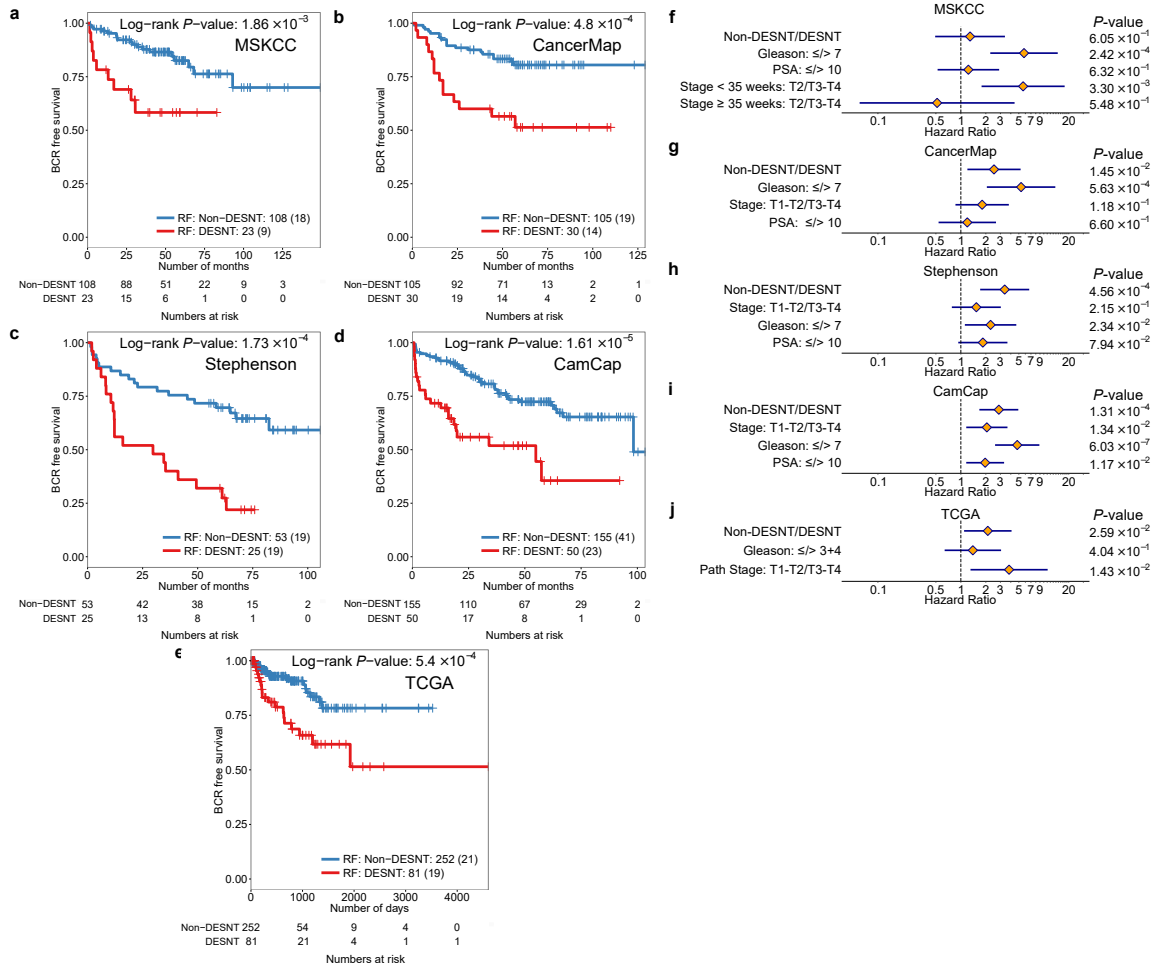 a
Log−rank P−value: 1.86 ×10−3
MSKCC
BCR free survival
1.00
0.75
0.50
0.25
0.00
RF: Non−DESNT: 108 (18)
RF: DESNT: 23 (9)
0 25 50 75 100 125
Number of months
Non−DESNT 108 88 51 22 9 3
DESNT 23 15 6 1 0 0
Numbers at risk
b
Log−rank P−value: 4.8 ×10−4
CancerMap
BCR free survival
1.00
0.75
0.50
0.25
0.00
RF: Non−DESNT: 105 (19)
RF: DESNT: 30 (14)
0 25 50 75 100 125
Number of months
Non−DESNT 105 92 71 13 2 1
DESNT 30 19 14 4 2 0
Numbers at risk
c
Log−rank P−value: 1.73 ×10−4
Stephenson
BCR free survival
1.00
0.75
0.50
0.25
0.00
RF: Non−DESNT: 53 (19)
RF: DESNT: 25 (19)
0 25 50 75 100
Number of months
Non−DESNT 53 42 38 15 2
DESNT 25 13 8 1 0
Numbers at risk
d
Log−rank P−value: 1.61 ×10−5
CamCap
BCR free survival
1.00
0.75
0.50
0.25
0.00
RF: Non−DESNT: 155 (41)
RF: DESNT: 50 (23)
0 25 50 75 100
Number of months
Non−DESNT 155 110 67 29 2
DESNT 50 17 8 1 0
Numbers at risk
e
Log−rank P−value: 5.4 ×10−4
TCGA
BCR free survival
1.00
0.75
0.50
0.25
0.00
RF: Non−DESNT: 252 (21)
RF: DESNT: 81 (19)
0 1000 2000 3000 4000
Number of days
Non−DESNT 252 54 9 4 0
DESNT 81 21 4 1 1
Numbers at risk
f
MSKCC
P-value
Non-DESNT/DESNT 6.05 ×10−1
Gleason: ≤/> 7 2.42 ×10−4
PSA: ≤/> 10 6.32 ×10−1
Stage < 35 weeks: T2/T3-T4 3.30 ×10−3
Stage ≥ 35 weeks: T2/T3-T4 5.48 ×10−1
0.1 0.5 1 2 3 5 7 9 20
Hazard Ratio
g
CancerMap
P-value
Non-DESNT/DESNT 1.45 ×10−2
Gleason: ≤/> 7 5.63 ×10−4
Stage: T1-T2/T3-T4 1.18 ×10−1
PSA: ≤/> 10 6.60 ×10−1
0.1 0.5 1 2 3 5 7 9 20
Hazard Ratio
h
Stephenson
P-value
Non-DESNT/DESNT 4.56 ×10−4
Stage: T1-T2/T3-T4 2.15 ×10−1
Gleason: ≤/> 7 2.34 ×10−2
PSA: ≤/> 10 7.94 ×10−2
0.1 0.5 1 2 3 5 7 9 20
Hazard Ratio
i
CamCap
P-value
Non-DESNT/DESNT 1.31 ×10−4
Stage: T1-T2/T3-T4 1.34 ×10−2
Gleason: ≤/> 7 6.03 ×10−7
PSA: ≤/> 10 1.17 ×10−2
0.1 0.5 1 2 3 5 7 9 20
Hazard Ratio
j
TCGA
P-value
Non-DESNT/DESNT 2.59 ×10−2
Gleason: ≤/> 3+4 4.04 ×10−1
Path Stage: T1-T2/T3-T4 1.43 ×10−2
0.1 0.5 1 2 3 5 7 9 20
Hazard Ratio